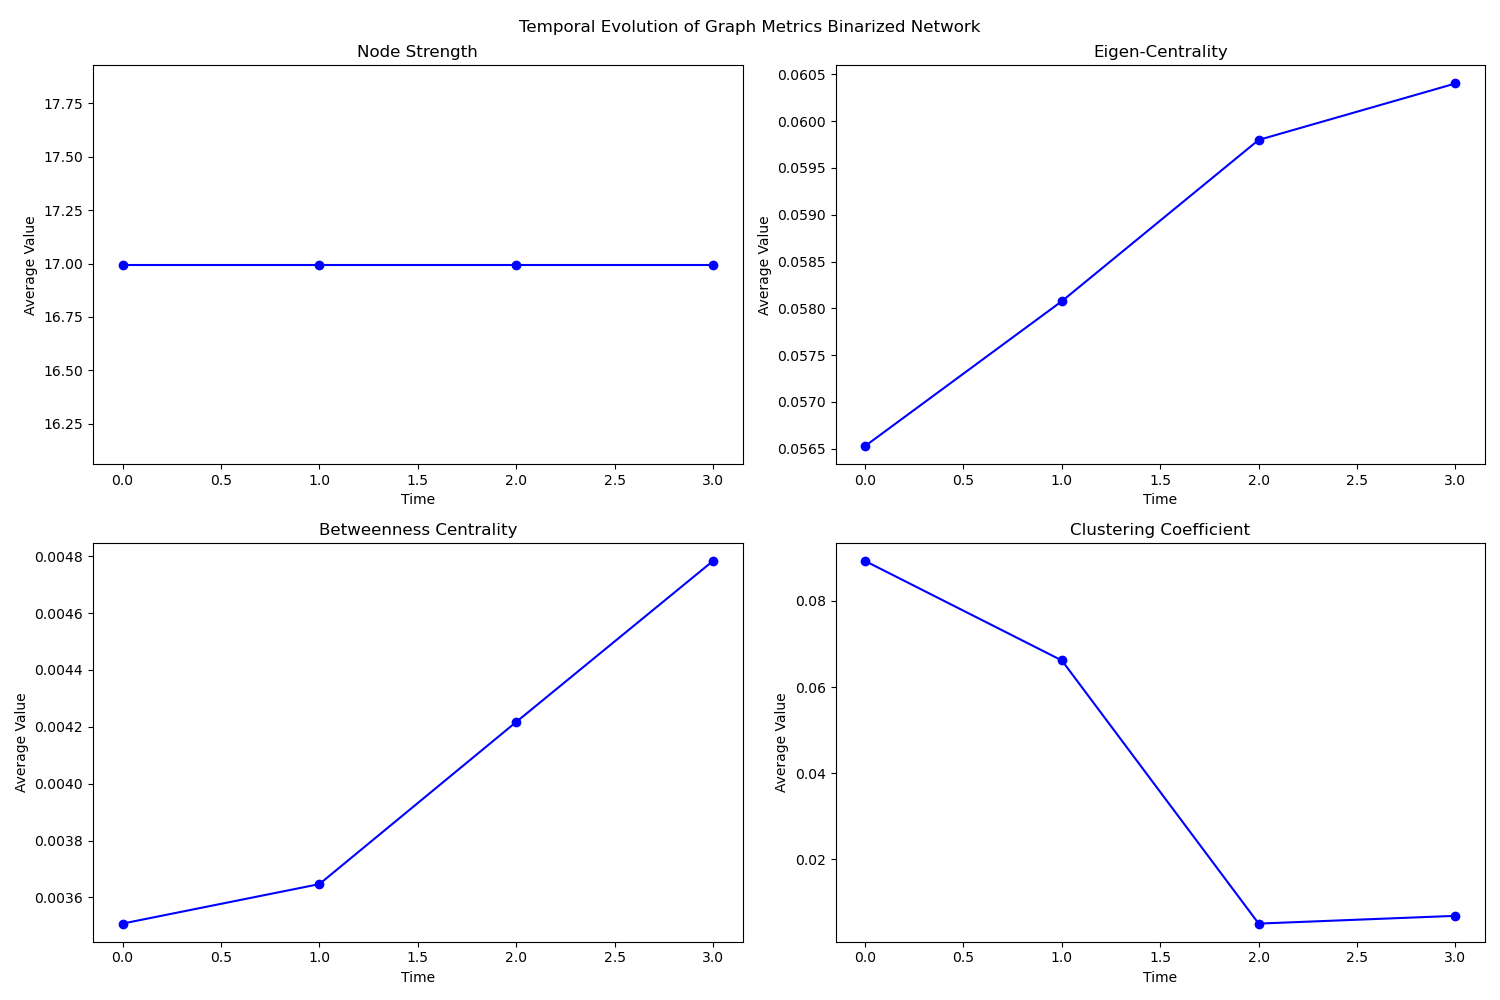 Temporal Evolution of Graph Metrics Binarized Network
Node Strength
17.75
17.50
17.25
17.00
16.75
16.50
16.25
Average Value
0.0 0.5 1.0 1.5 2.0 2.5 3.0
Time
Eigen-Centrality
0.0605
0.0600
0.0595
0.0590
0.0585
0.0580
0.0575
0.0570
0.0565
Average Value
0.0 0.5 1.0 1.5 2.0 2.5 3.0
Time
Betweenness Centrality
0.0048
0.0046
0.0044
0.0042
0.0040
0.0038
0.0036
Average Value
0.0 0.5 1.0 1.5 2.0 2.5 3.0
Time
Clustering Coefficient
0.08
0.06
0.04
0.02
Average Value
0.0 0.5 1.0 1.5 2.0 2.5 3.0
Time